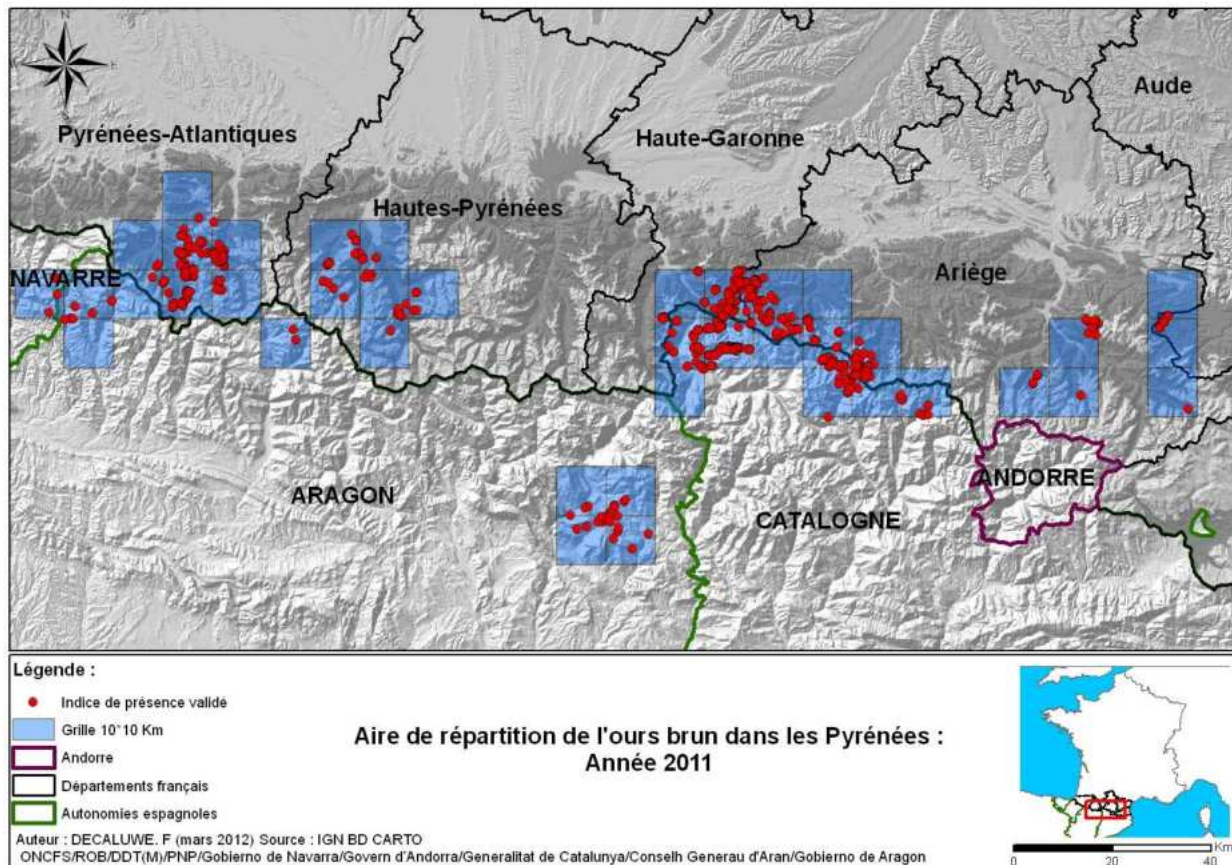 N
Aude
Pyrénées-Atlantiques
Haute-Garonne
Hautes-Pyrénées
NAVARRE
Ariège
ARAGON
CATALOGNE
ANDORRE
Légende :
Indice de présence validé
Grille 10*10 Km
Andorre
Départements français
Autonomies espagnoles
Aire de répartition de l'ours brun dans les Pyrénées :
Année 2011
Auteur : DECALUWE. F (mars 2012) Source : IGN BD CARTO
ONCFS/ROB/DDT(M)/PNP/Gobierno de Navarra/Govern d'Andorra/Generalitat de Catalunya/Conselh Generau d'Aran/Gobierno de Aragon
Km
0 20 40